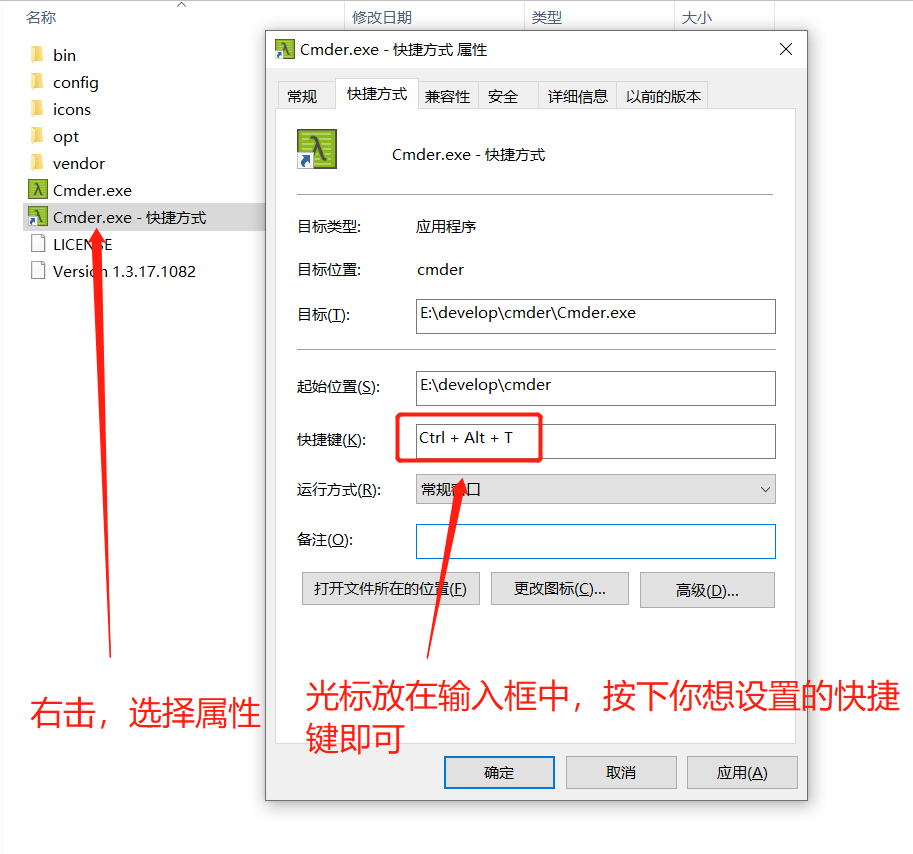 名称 修改日期 类型 大小
bin
config
icons
opt
vendor
Cmder.exe
Cmder.exe - 快捷方式
LICENSE
Version 1.3.17.1082
Cmder.exe - 快捷方式 属性
常规 快捷方式 兼容性 安全 详细信息 以前的版本
Cmder.exe - 快捷方式
目标类型: 应用程序
目标位置: cmder
目标(T): E:\develop\cmder\Cmder.exe
起始位置(S): E:\develop\cmder
快捷键(K): Ctrl + Alt + T
运行方式(R): 常规窗口
备注(O):
打开文件所在的位置(F) 更改图标(C)... 高级(D)...
右击，选择属性
光标放在输入框中，按下你想设置的快捷
键即可
确定 取消 应用(A)